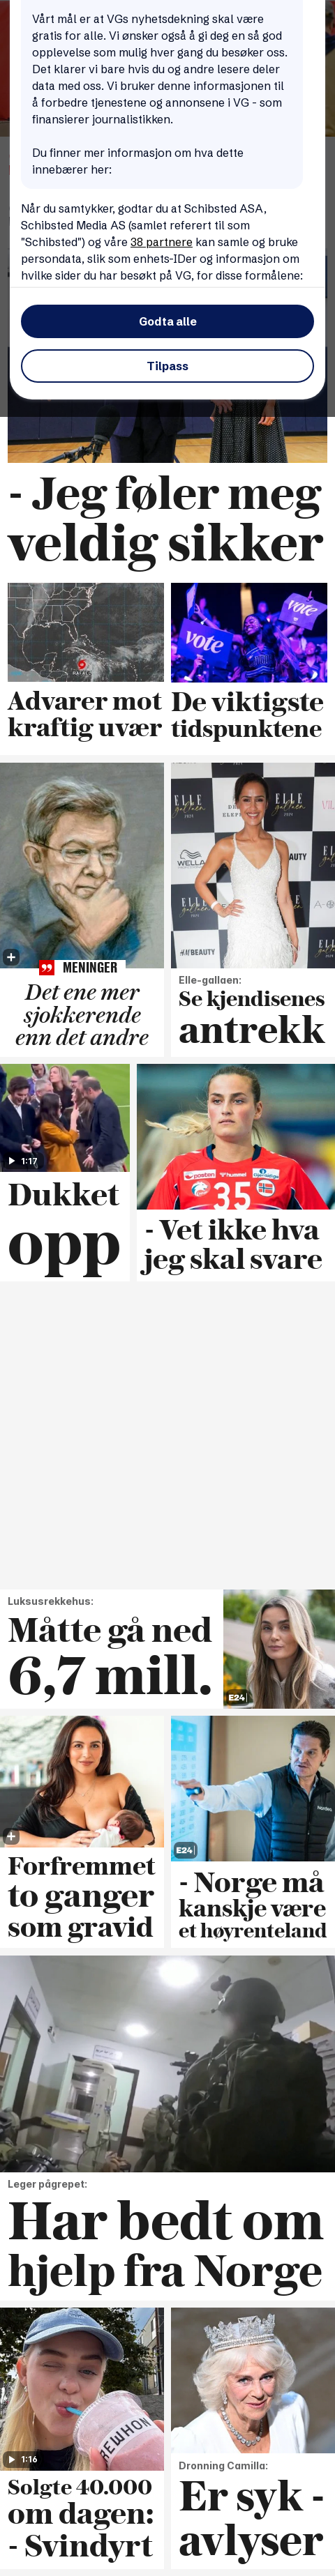 Vårt mål er at VGs nyhetsdekning skal være
gratis for alle. Vi ønsker også å gi deg en så god
opplevelse som mulig hver gang du besøker oss.
Det klarer vi bare hvis du og andre lesere deler
data med oss. Vi bruker denne informasjonen til
å forbedre tjenestene og annonsene i VG - som
finansierer journalistikken.
Du finner mer informasjon om hva dette
innebærer her:
Når du samtykker, godtar du at Schibsted ASA,
Schibsted Media AS (samlet referert til som
"Schibsted") og våre 38 partnere kan samle og bruke
persondata, slik som enhets-IDer og informasjon om
hvilke sider du har besøkt på VG, for disse formålene:
Godta alle
Tilpass
- Jeg føler meg
veldig sikker
vote
vote
Advarer mot
kraftig uvær
De viktigste
tidspunktene
ELLE
WELLA
BEAUTY
ELLE
MENINGER
Det ene mer
sjokkerende
enn det andre
Elle-gallaen:
Se kjendisenes
antrekk
1:17
posten
hummel
35
Dukket
opp
- Vet ikke hva
jeg skal svare
Luksusrekkehus:
Måtte gå ned
6,7 mill.
E24
E24
Forfremmet
to ganger
som gravid
- Norge må
kanskje være
et høyrenteland
Leger pågrepet:
Har bedt om
hjelp fra Norge
EREWHON
1:16
Solgte 40.000
om dagen:
- Svindyrt
Dronning Camilla:
Er syk -
avlyser